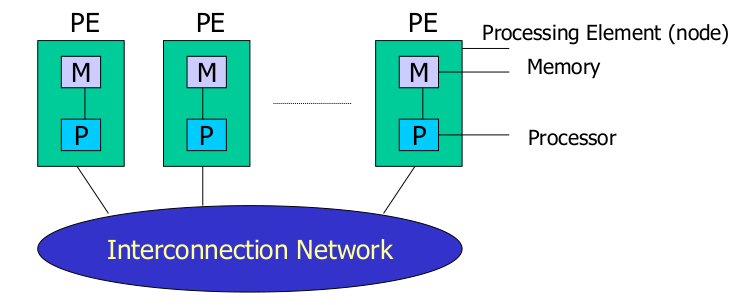 PE
PE
PE
Processing Element (node)
M
M
M
Memory
P
P
P
Processor
Interconnection Network